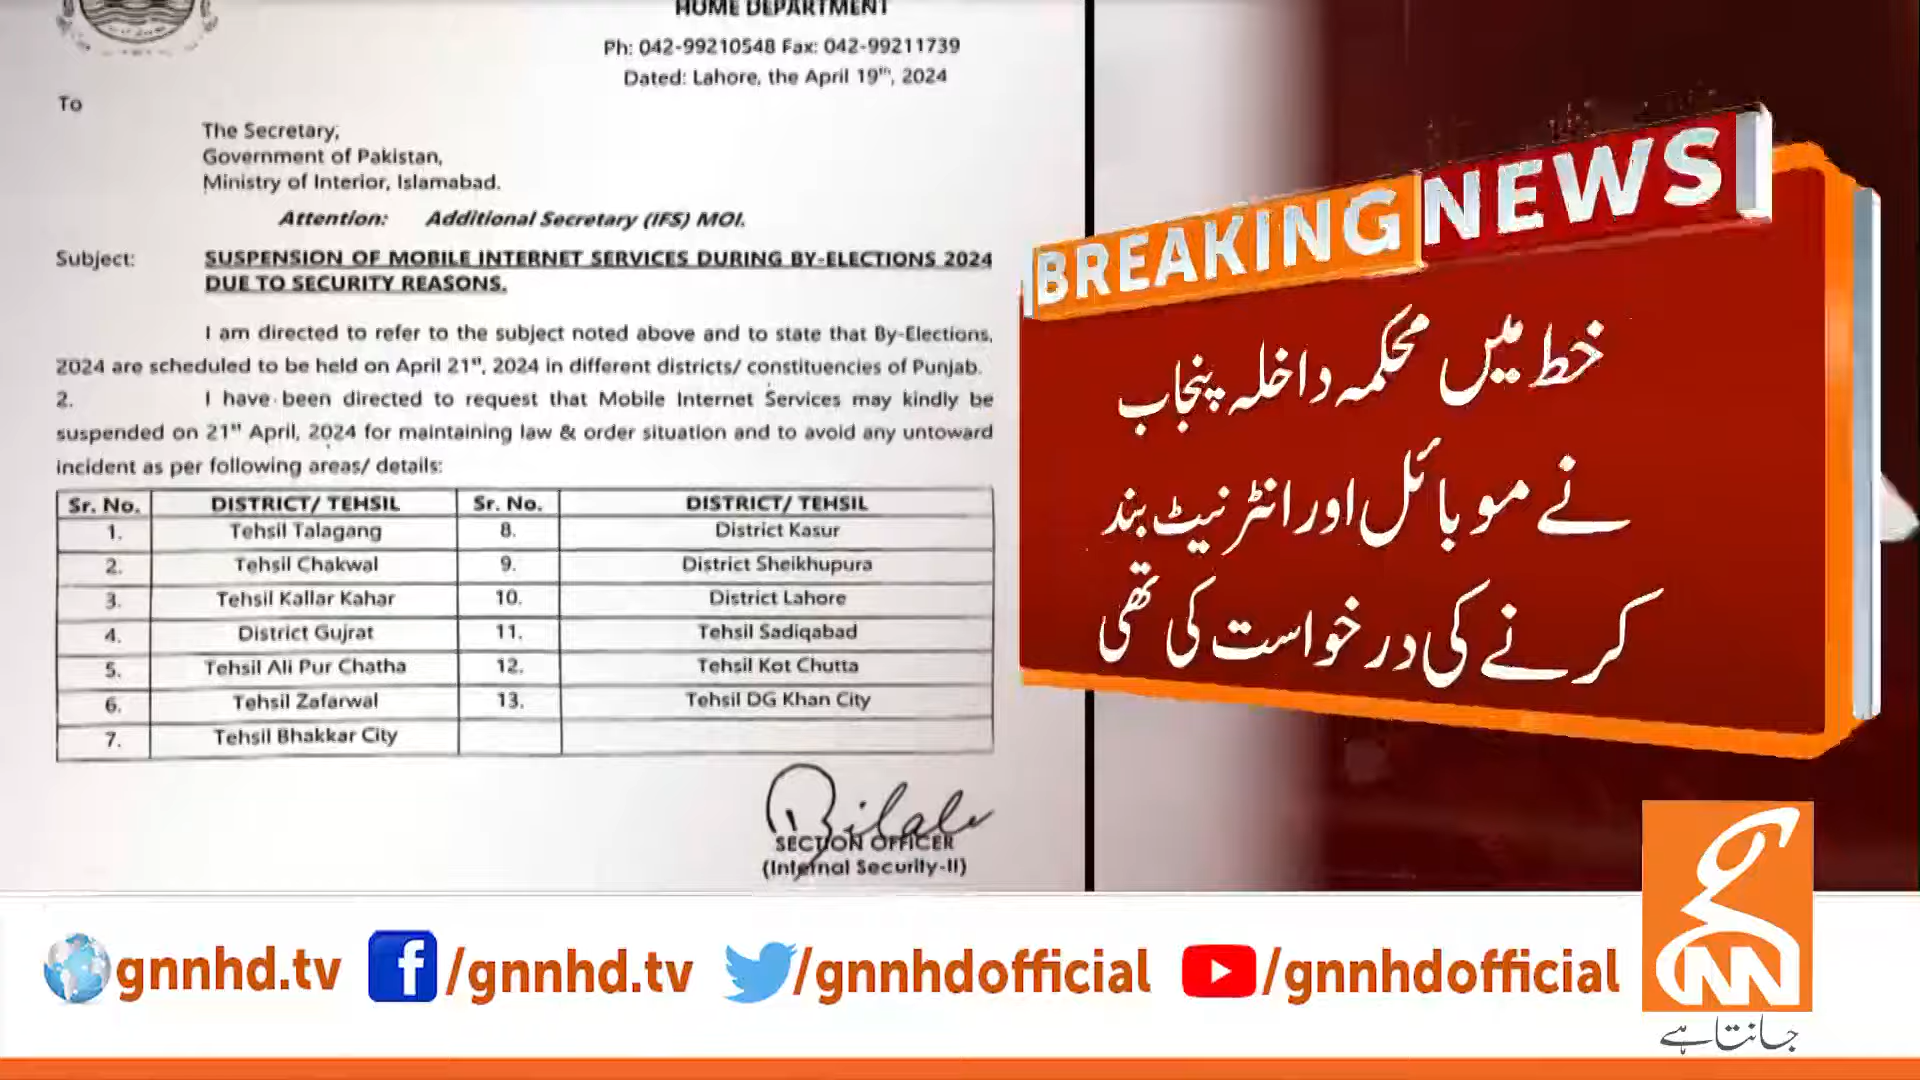 HOME DEPARTMENT
Ph: 042-99210548 Fax: 042-99211739
Dated: Lahore, the April 19th, 2024
To
The Secretary,
Government of Pakistan,
Ministry of Interior, Islamabad.
Attention: Additional Secretary (IFS) MOI.
Subject: SUSPENSION OF MOBILE INTERNET SERVICES DURING BY-ELECTIONS 2024
DUE TO SECURITY REASONS.
I am directed to refer to the subject noted above and to state that By-Elections,
2024 are scheduled to be held on April 21st, 2024 in different districts/ constituencies of Punjab.
2. I have been directed to request that Mobile Internet Services may kindly be
suspended on 21st April, 2024 for maintaining law & order situation and to avoid any untoward
incident as per following areas/ details:
Sr. No. DISTRICT/ TEHSIL Sr. No. DISTRICT/ TEHSIL
1. Tehsil Talagang 8. District Kasur
2. Tehsil Chakwal 9. District Sheikhupura
3. Tehsil Kallar Kahar 10. District Lahore
4. District Gujrat 11. Tehsil Sadiqabad
5. Tehsil Ali Pur Chatha 12. Tehsil Kot Chutta
6. Tehsil Zafarwal 13. Tehsil DG Khan City
7. Tehsil Bhakkar City
Bilal
SECTION OFFICER
(Internal Security-II)
BREAKING NEWS
خط میں محکمہ داخلہ پنجاب
نے موبائل اور انٹرنیٹ بند
کرنے کی درخواست کی تھی
gnnhd.tv /gnnhd.tv /gnnhdofficial /gnnhdofficial
GNN
جانتا ہے